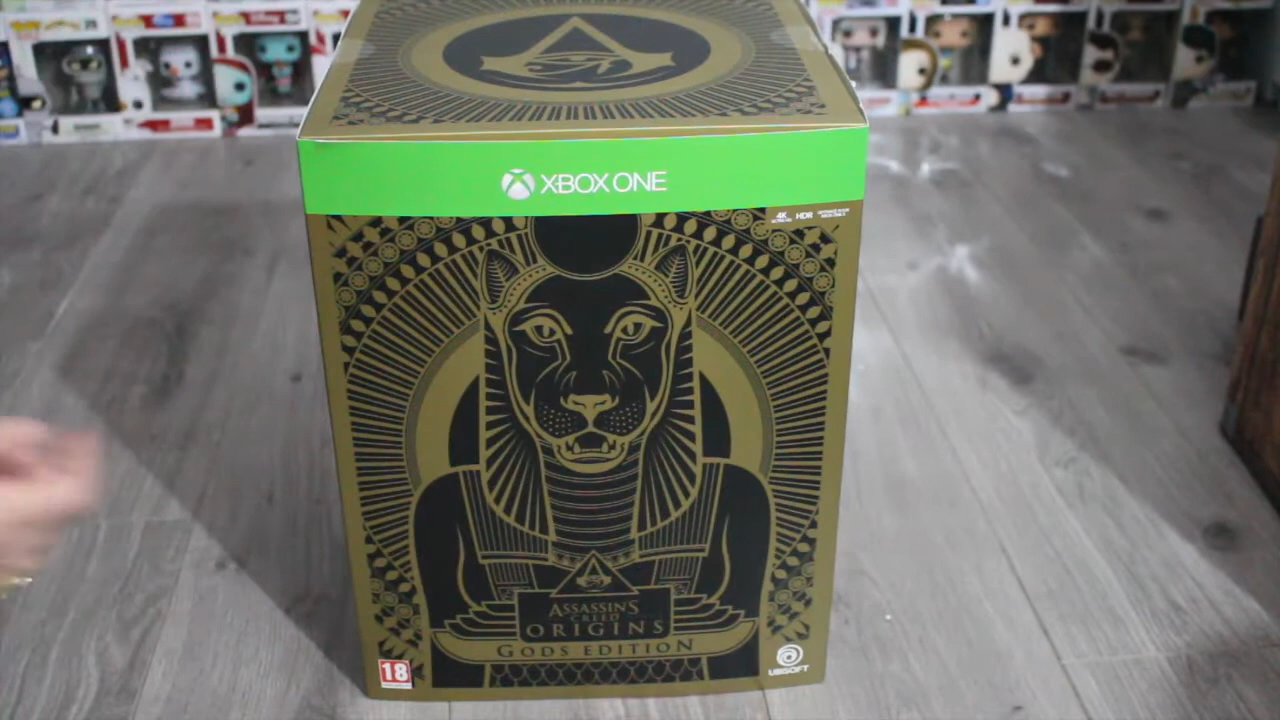 XBOX ONE
4K HDR
ASSASSIN'S
CREED
ORIGINS
GODS EDITION
18
UBISOFT